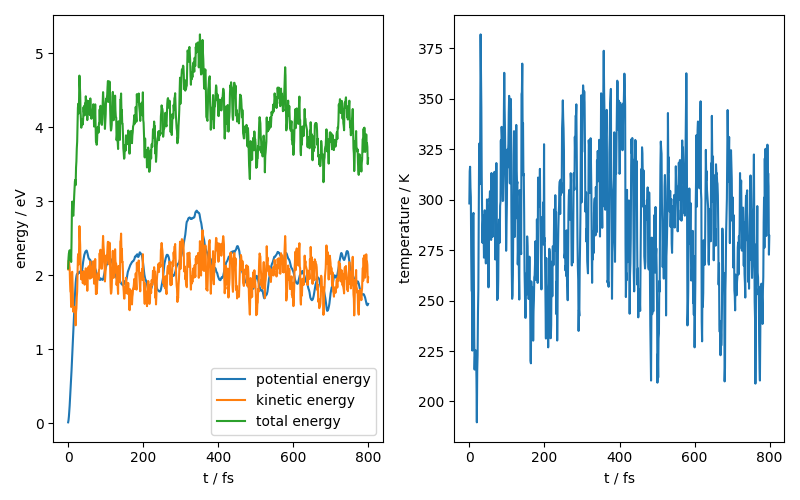 energy / eV
5
4
3
2
1
0
0 200 400 600 800
t / fs
potential energy
kinetic energy
total energy
temperature / K
375
350
325
300
275
250
225
200
0 200 400 600 800
t / fs